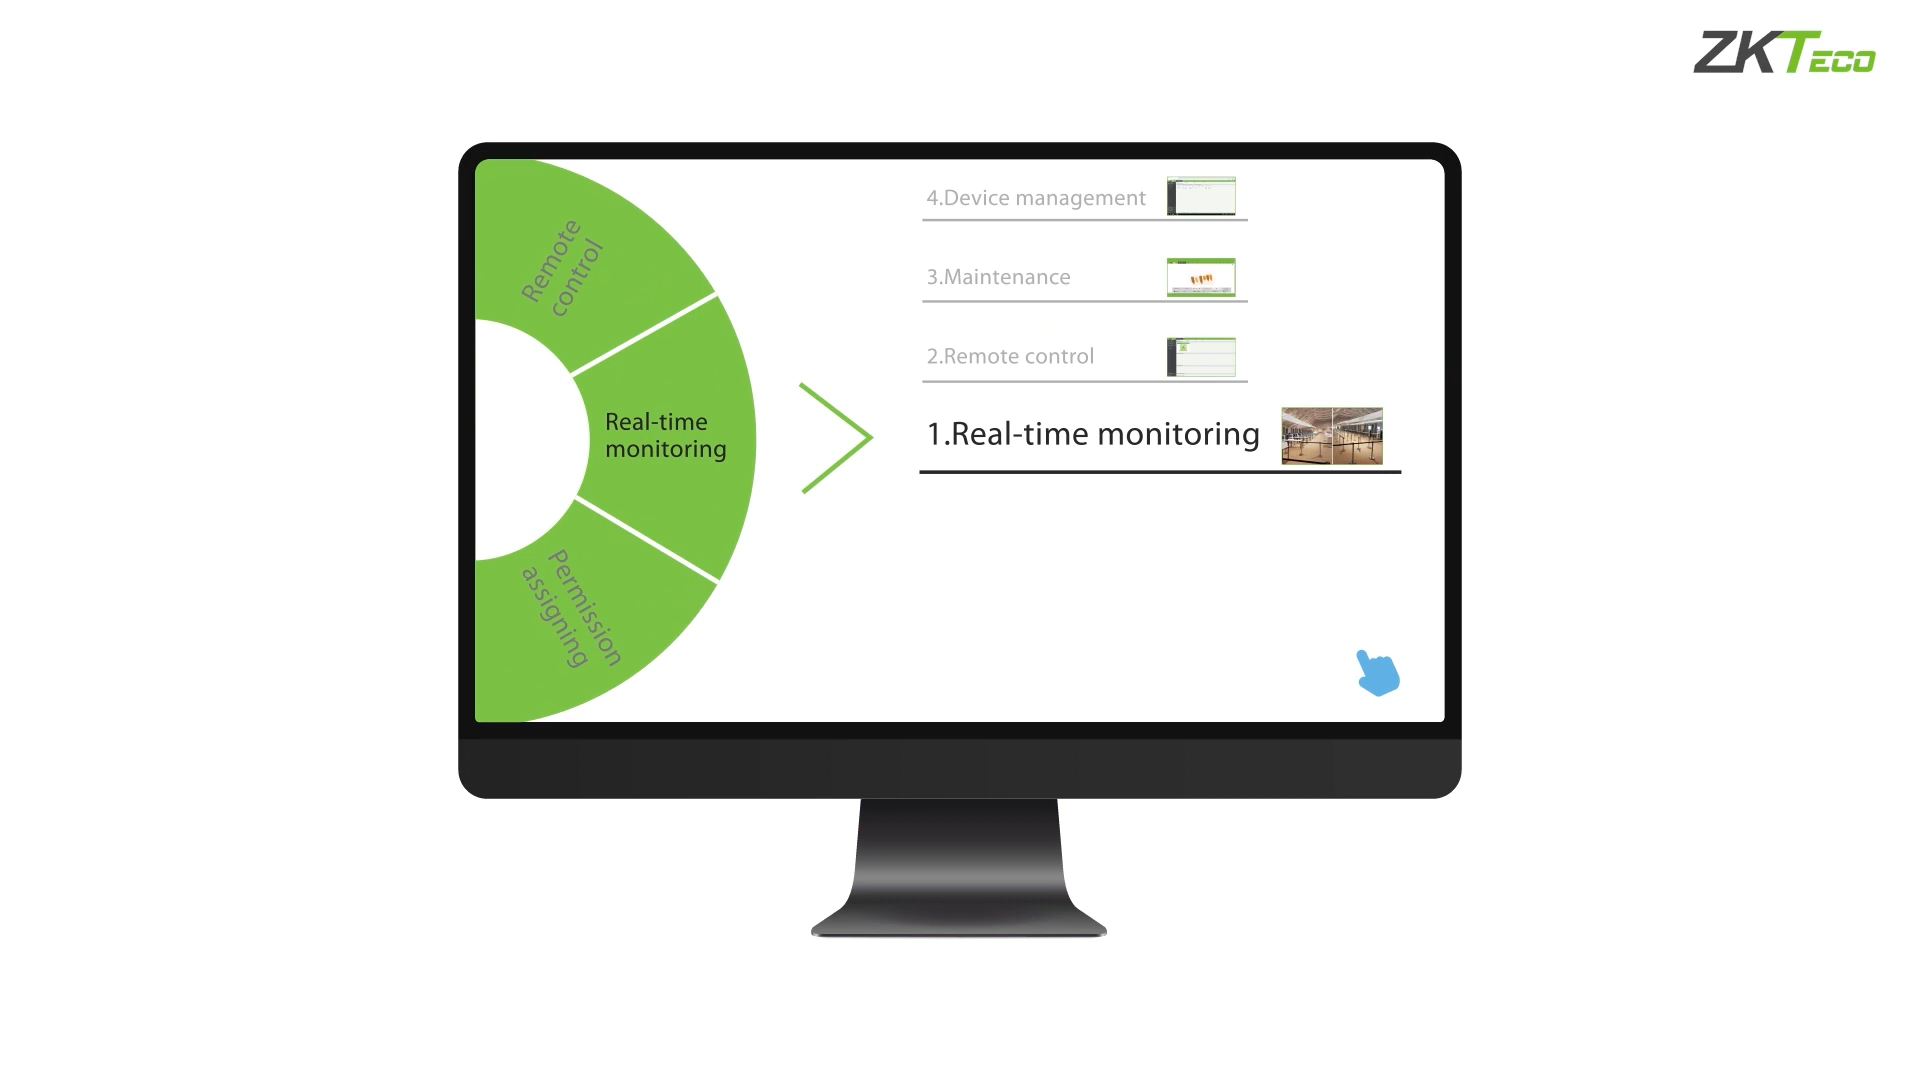 ZKTECO
Remote
control
Real-time
monitoring
Permission
assigning
4.Device management
3.Maintenance
2.Remote control
1.Real-time monitoring